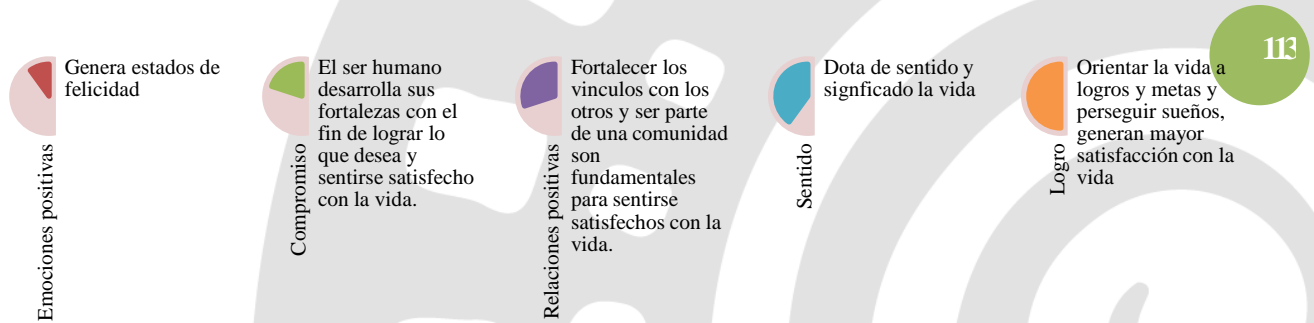 113
Emociones positivas
Genera estados de
felicidad
Compromiso
El ser humano
desarrolla sus
fortalezas con el
fin de lograr lo
que desea y
sentirse satisfecho
con la vida.
Relaciones positivas
Fortalecer los
vinculos con los
otros y ser parte
de una comunidad
son
fundamentales
para sentirse
satisfechos con la
vida.
Sentido
Dota de sentido y
signficado la vida
Logro
Orientar la vida a
logros y metas y
perseguir sueños,
generan mayor
satisfacción con la
vida